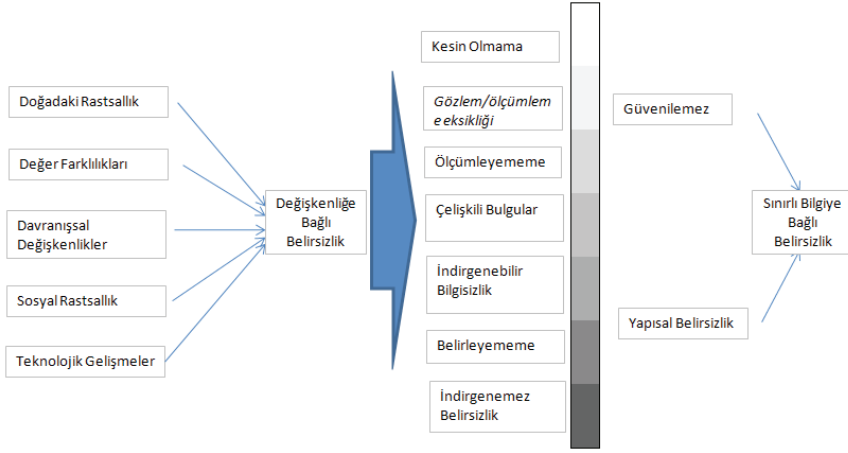 Doğadaki Rastsallık
Değer Farklılıkları
Davranışsal
Değişkenlikler
Sosyal Rastsallık
Teknolojik Gelişmeler
Değişkenliğe
Bağlı
Belirsizlik
Kesin Olmama
Gözlem/ölçümlem
e eksikliği
Ölçümleyememe
Çelişkili Bulgular
İndirgenebilir
Bilgisizlik
Belirleyememe
İndirgenemez
Belirsizlik
Güvenilemez
Yapısal Belirsizlik
Sınırlı Bilgiye
Bağlı
Belirsizlik